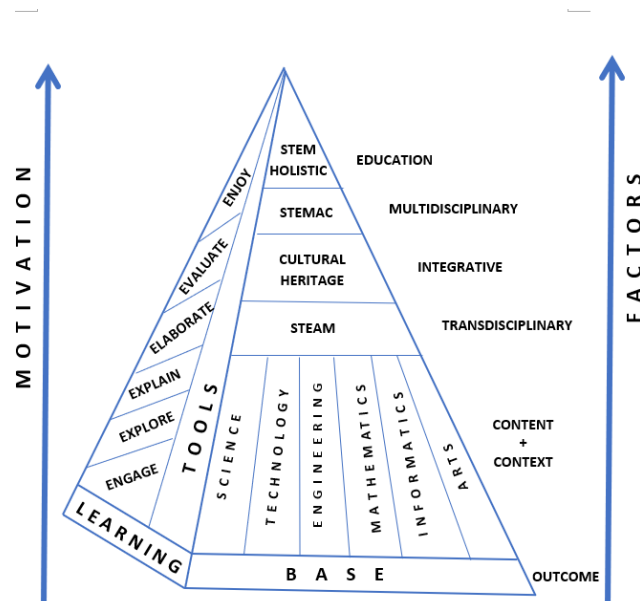 MOTIVATION
FACTORS
STEM
HOLISTIC
EDUCATION
STEMAC
MULTIDISCIPLINARY
CULTURAL
HERITAGE
INTEGRATIVE
STEAM
TRANSDISCIPLINARY
ENJOY
EVALUATE
ELABORATE
EXPLAIN
EXPLORE
ENGAGE
TOOLS
SCIENCE
TECHNOLOGY
ENGINEERING
MATHEMATICS
INFORMATICS
ARTS
CONTENT
+
CONTEXT
LEARNING
BASE
OUTCOME